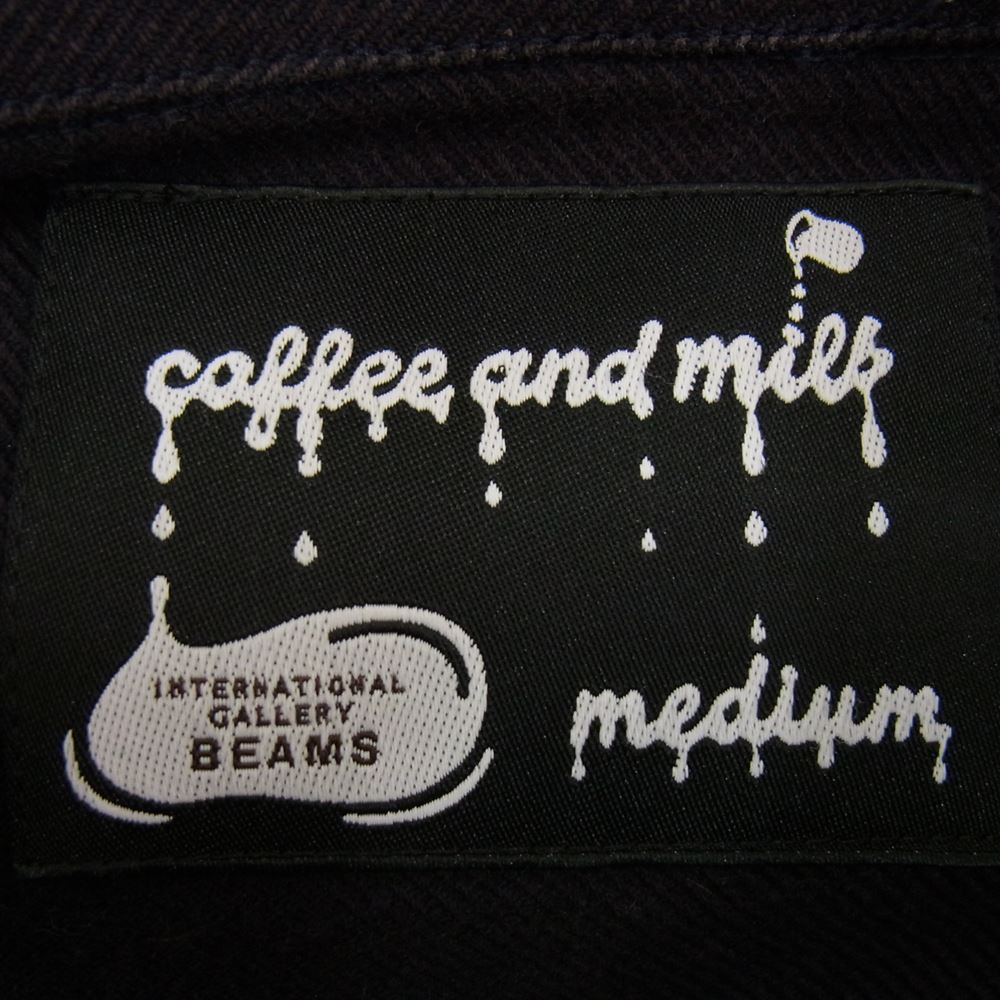 coffee and milk
INTERNATIONAL
GALLERY
BEAMS
medium